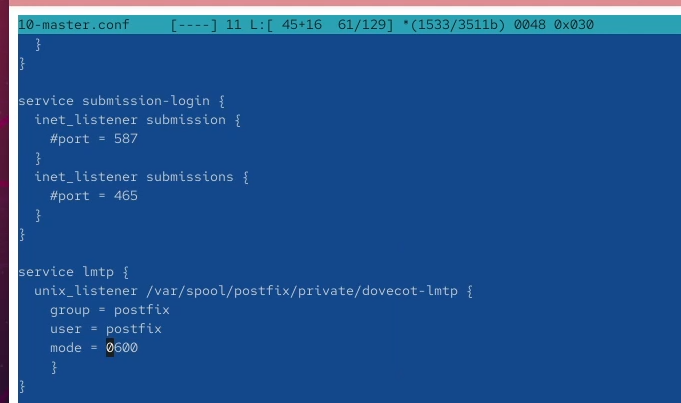 10-master.conf [----] 11 L:[ 45+16 61/129] *(1533/3511b) 0048 0x030
}
}
service submission-login {
inet_listener submission {
#port = 587
}
inet_listener submissions {
#port = 465
}
}
service lmtp {
unix_listener /var/spool/postfix/private/dovecot-lmtp {
group = postfix
user = postfix
mode = 0600
}
}